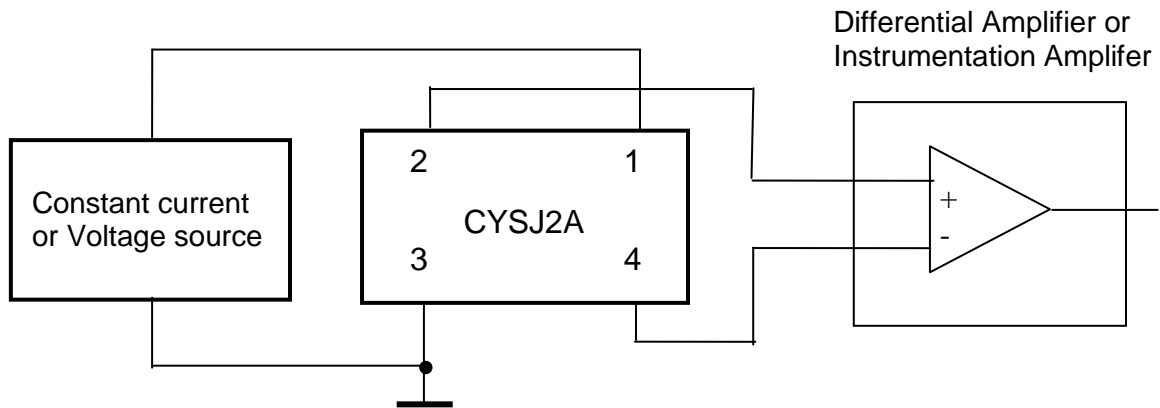 Differential Amplifier or
Instrumentation Amplifer
Constant current
or Voltage source
2 1
CYSJ2A
3 4
+
-